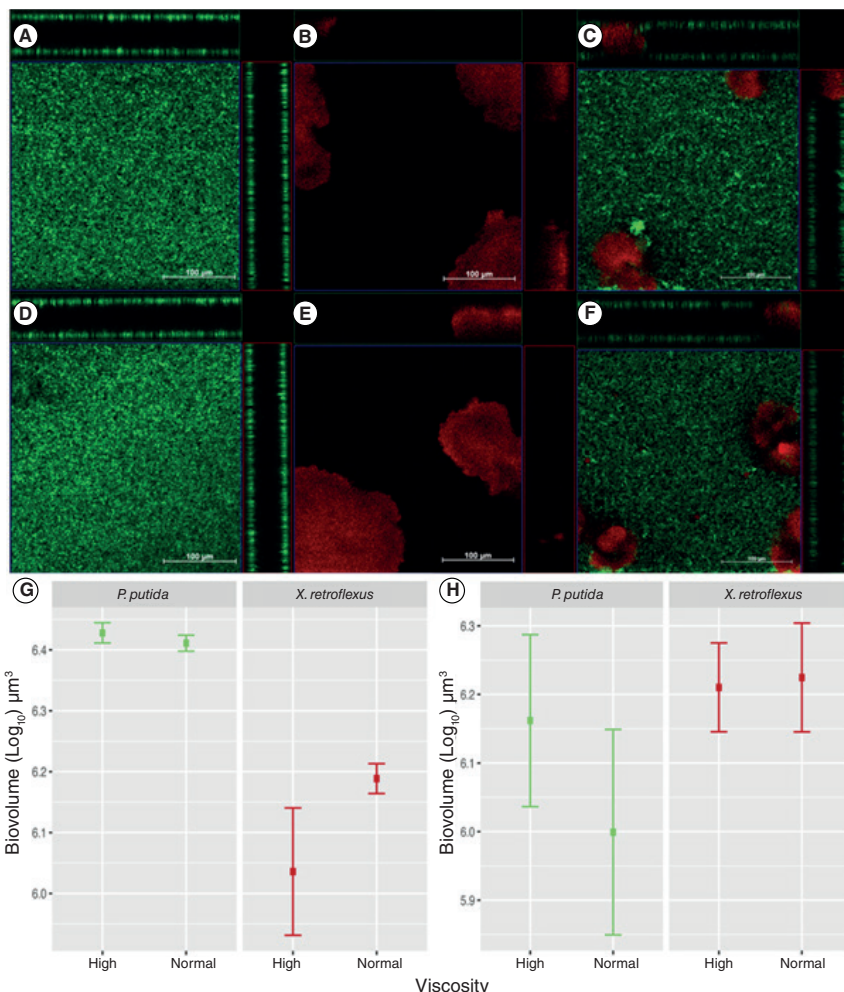 A
B
C
100 µm
100 µm
D
E
F
100 µm
100 µm
100 µm
G
P. putida
X. retroflexus
H
P. putida
X. retroflexus
Biovolume (Log10) µm³
6.4
6.3
6.2
6.1
6.0
High
Normal
High
Normal
Biovolume (Log10) µm³
6.3
6.2
6.1
6.0
5.9
High
Normal
High
Normal
Viscosity